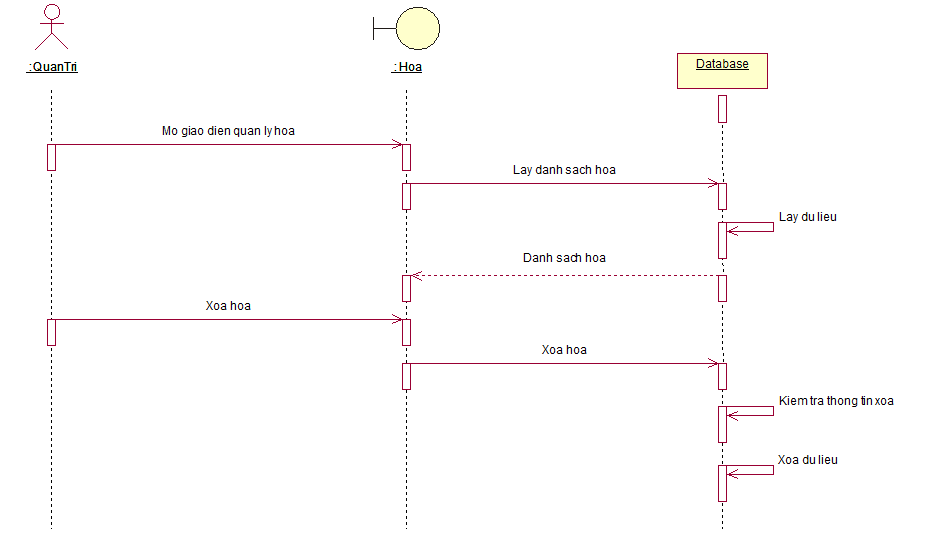 :QuanTri
:Hoa
Database
Mo giao dien quan ly hoa
Lay danh sach hoa
Lay du lieu
Danh sach hoa
Xoa hoa
Xoa hoa
Kiem tra thong tin xoa
Xoa du lieu